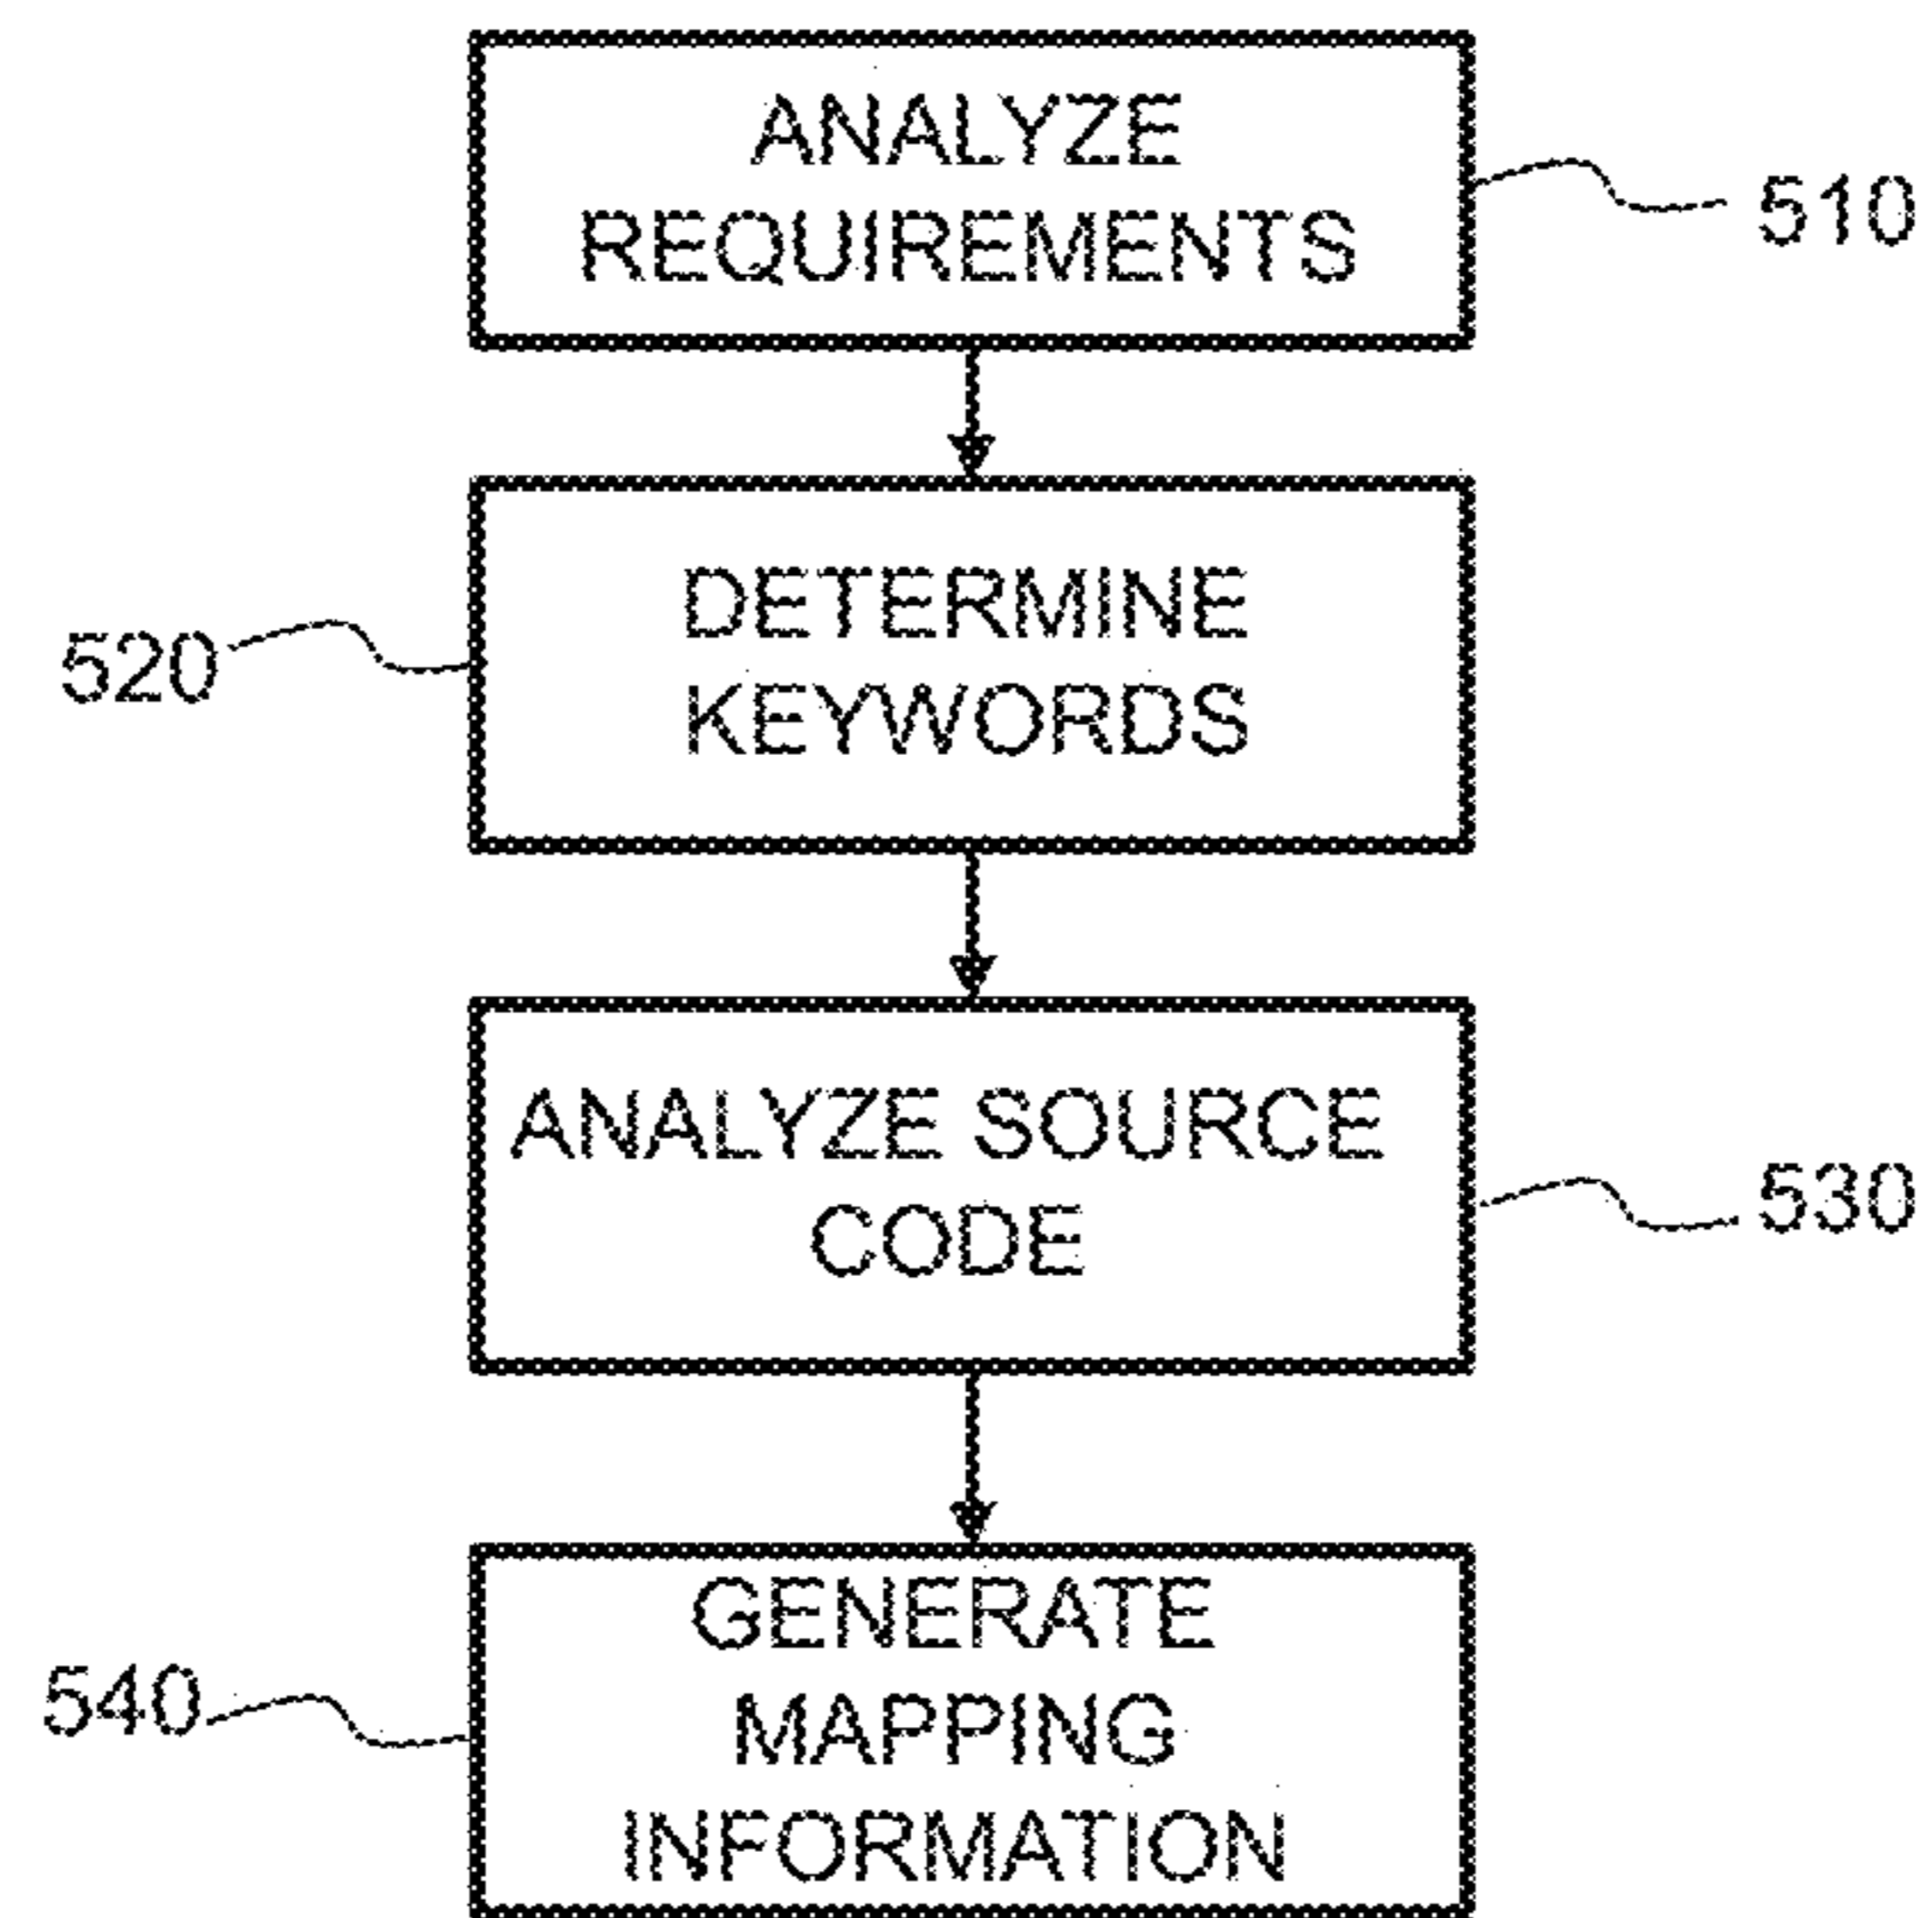 ANALYZE
REQUIREMENTS
510
DETERMINE
KEYWORDS
520
ANALYZE SOURCE
CODE
530
GENERATE
MAPPING
INFORMATION
540